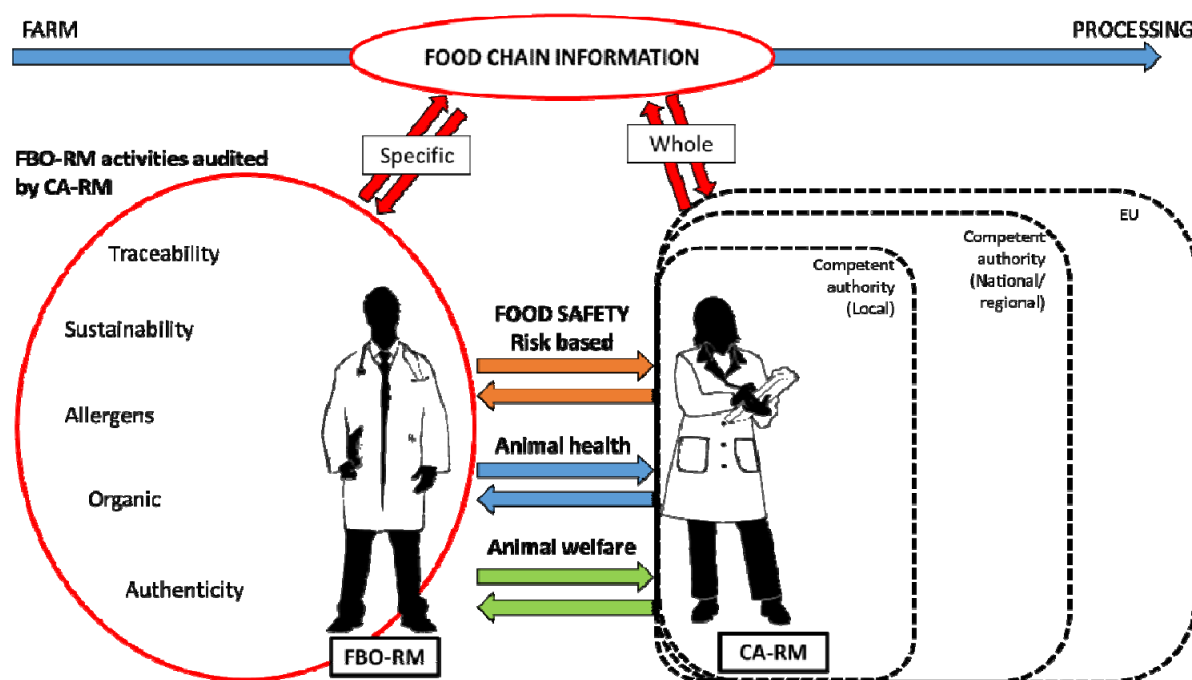 FARM
PROCESSING
FOOD CHAIN INFORMATION
Specific
Whole
FBO-RM activities audited
by CA-RM
Traceability
Sustainability
Allergens
Organic
Authenticity
FBO-RM
FOOD SAFETY
Risk based
Animal health
Animal welfare
EU
Competent
authority
(National/
regional)
Competent
authority
(Local)
CA-RM